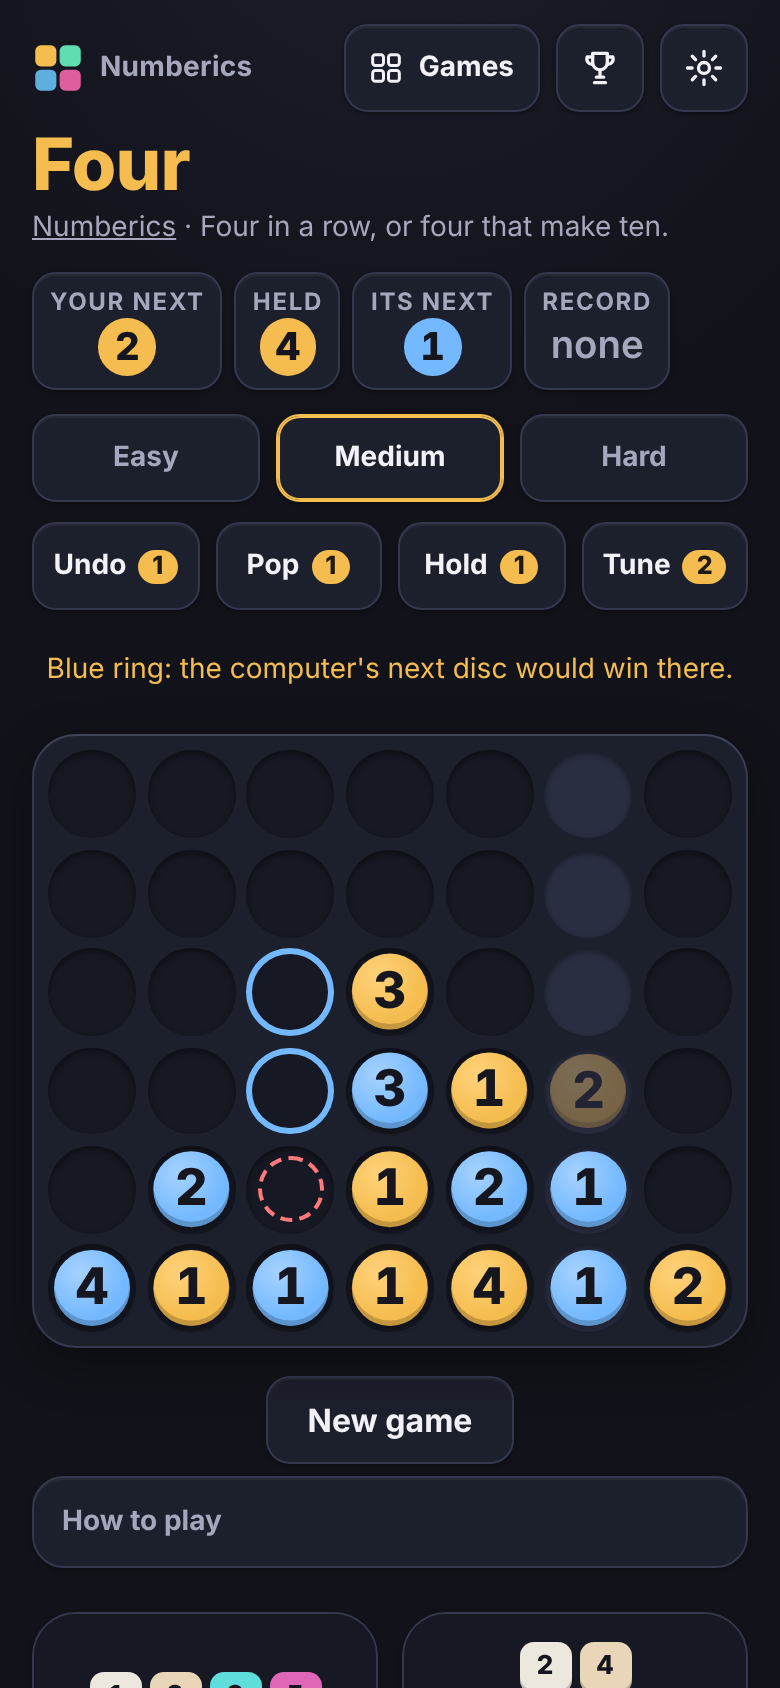 Numberics
Games
Four
Numberics · Four in a row, or four that make ten.
YOUR NEXT HELD ITS NEXT RECORD
2 4 1 none
Easy Medium Hard
Undo 1 Pop 1 Hold 1 Tune 2
Blue ring: the computer's next disc would win there.
3
3 1 2
2 1 2 1
4 1 1 1 4 1 2
New game
How to play
2 4